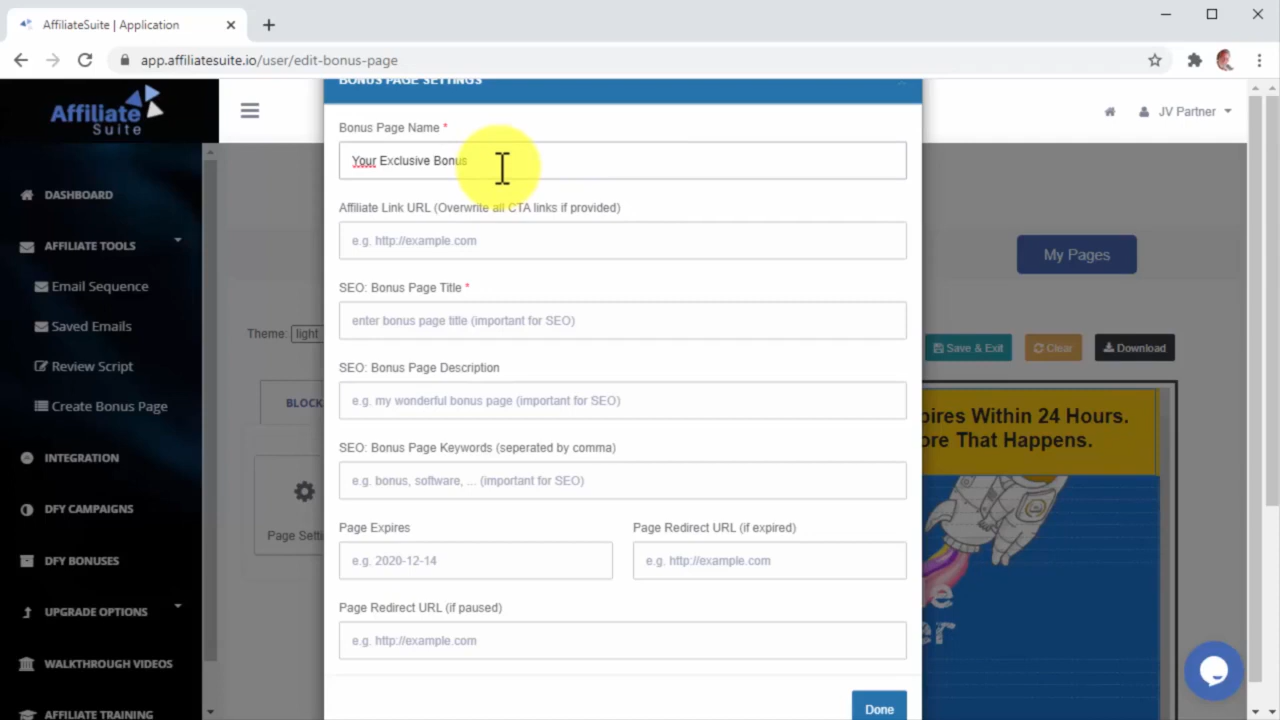 AffiliateSuite | Application
app.affiliatesuite.io/user/edit-bonus-page
Affiliate
Suite
DASHBOARD
AFFILIATE TOOLS
Email Sequence
Saved Emails
Review Script
Create Bonus Page
INTEGRATION
DFY CAMPAIGNS
DFY BONUSES
UPGRADE OPTIONS
WALKTHROUGH VIDEOS
AFFILIATE TRAINING
JV Partner
My Pages
Theme: light
Save & Exit
Clear
Download
BLOCK
Page Setti
BONUS PAGE SETTINGS
Bonus Page Name *
Your Exclusive Bonus
Affiliate Link URL (Overwrite all CTA links if provided)
e.g. http://example.com
SEO: Bonus Page Title *
enter bonus page title (important for SEO)
SEO: Bonus Page Description
e.g. my wonderful bonus page (important for SEO)
SEO: Bonus Page Keywords (seperated by comma)
e.g. bonus, software, ... (important for SEO)
Page Expires
e.g. 2020-12-14
Page Redirect URL (if expired)
e.g. http://example.com
Page Redirect URL (if paused)
e.g. http://example.com
Done
pires Within 24 Hours.
ore That Happens.
e
er